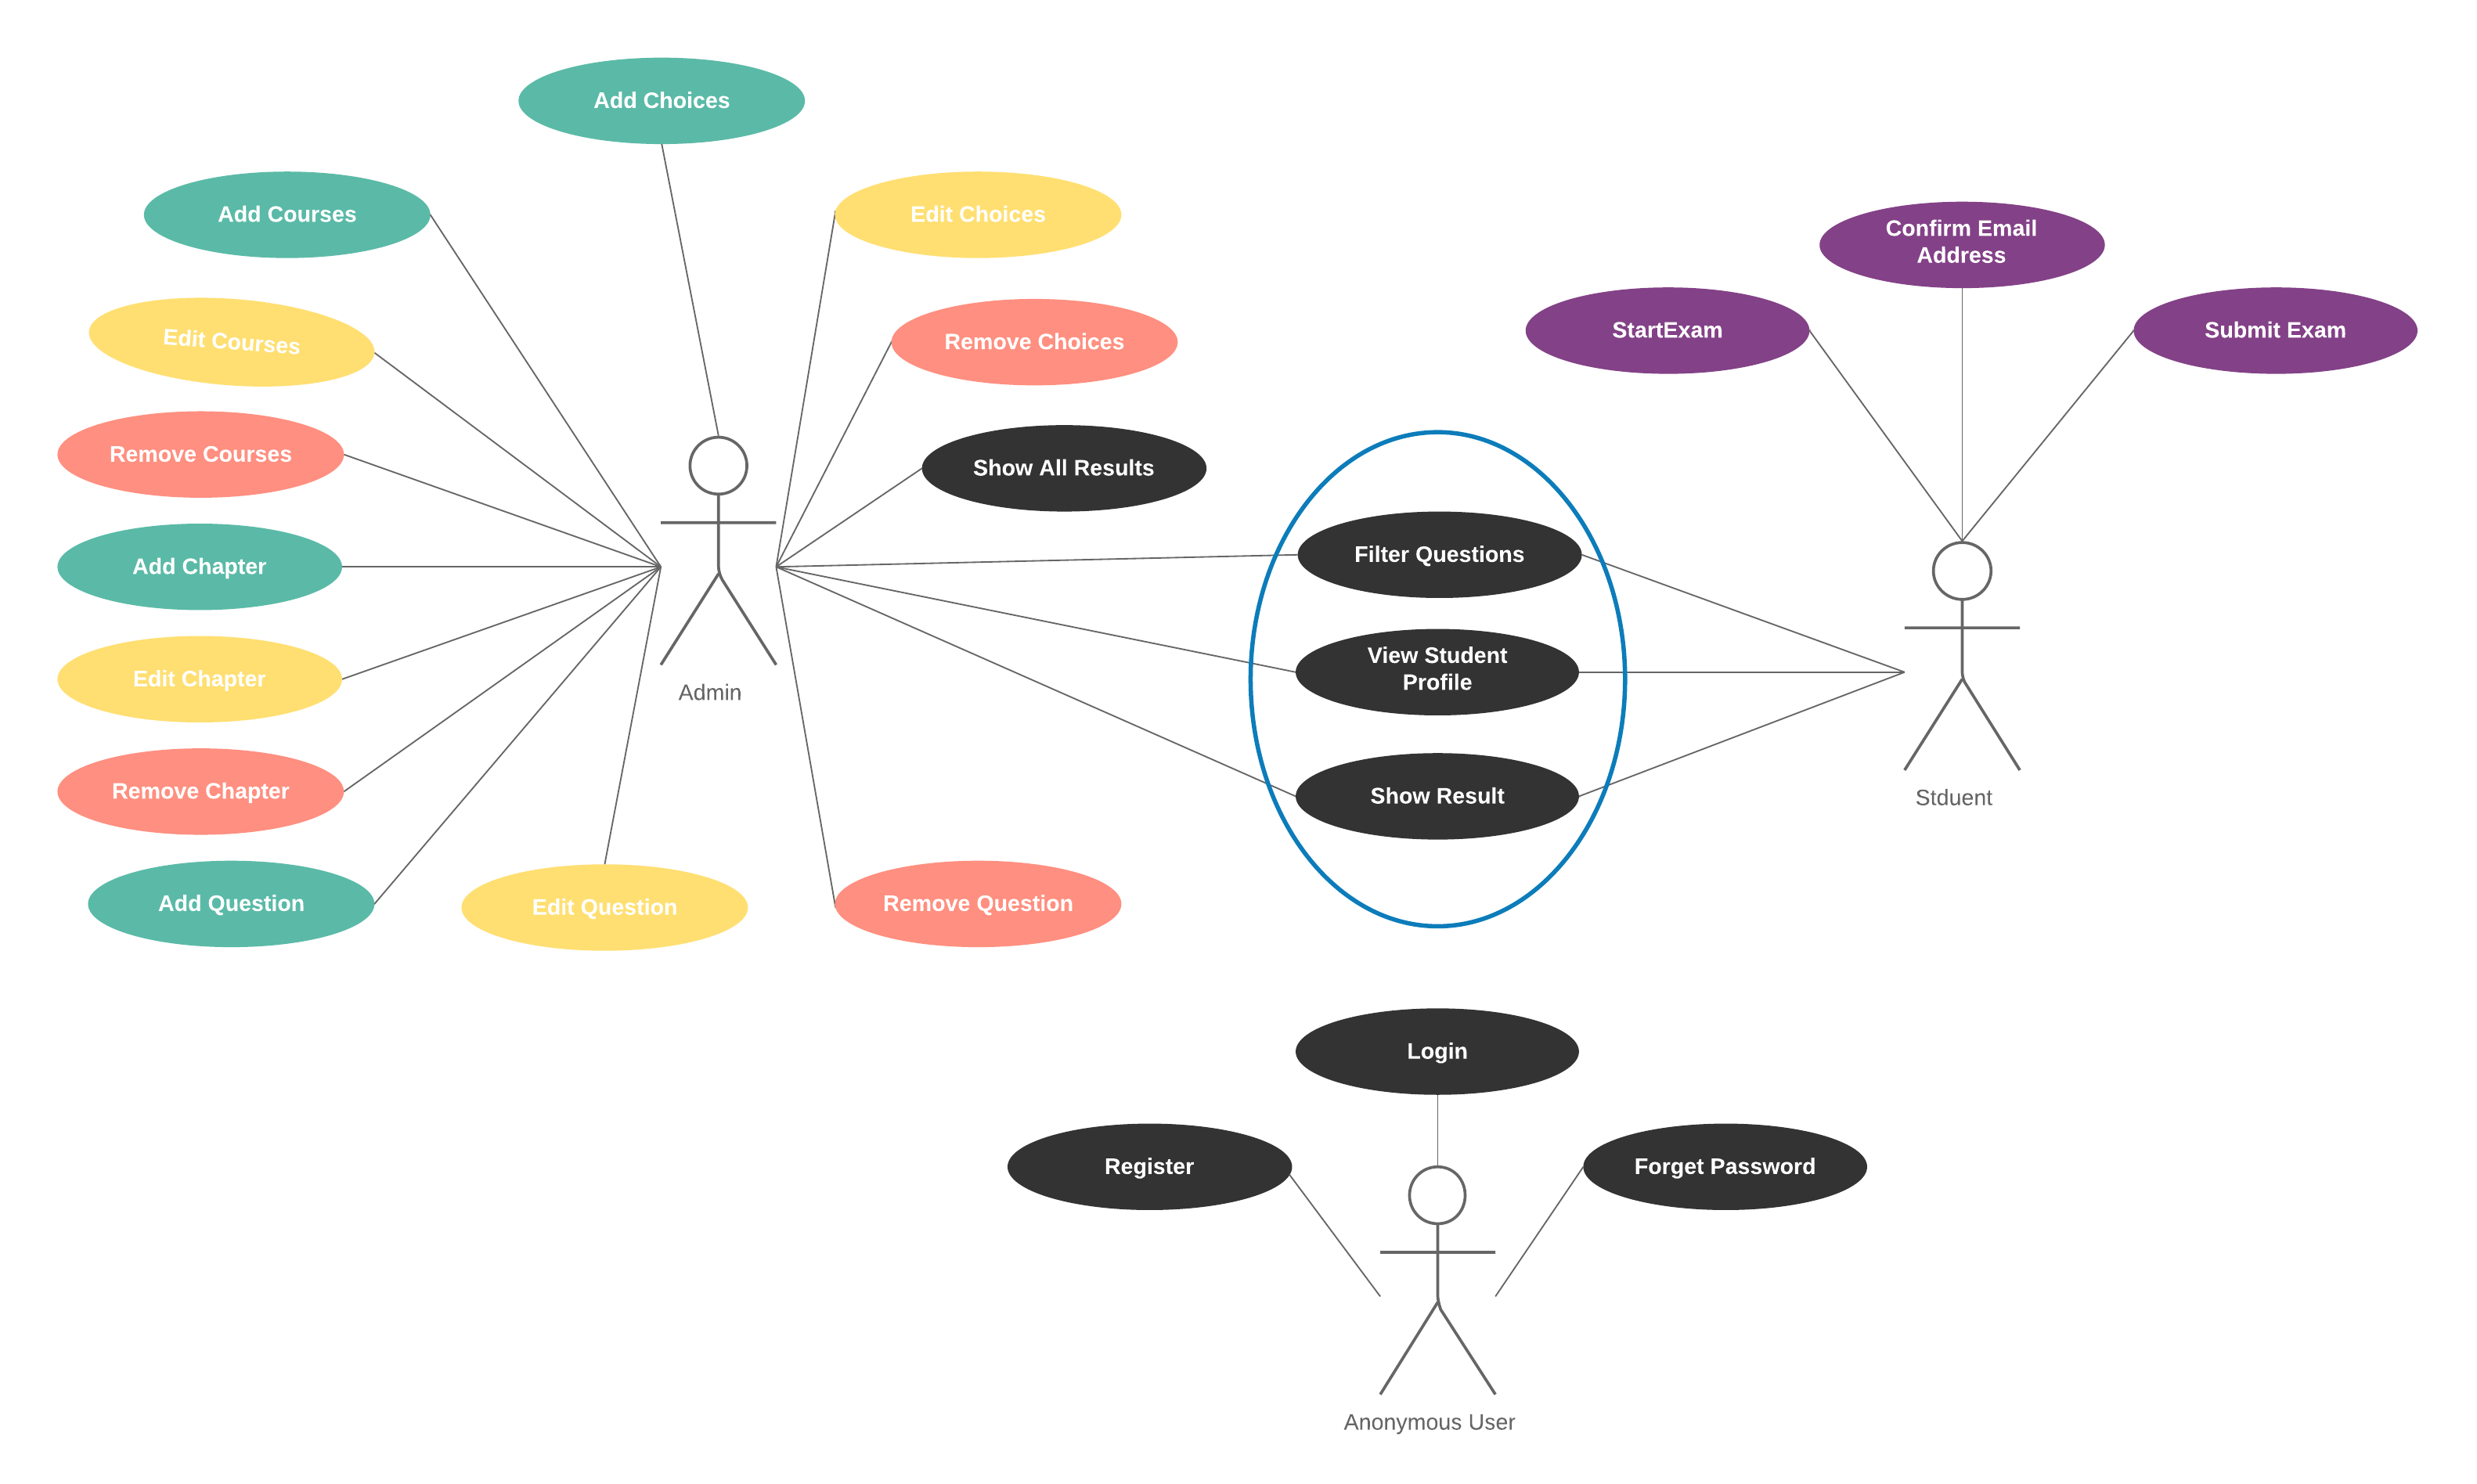 Add Choices
Add Courses
Edit Choices
Confirm Email
Address
Edit Courses
Remove Choices
StartExam
Submit Exam
Remove Courses
Show All Results
Add Chapter
Filter Questions
Edit Chapter
Admin
View Student
Profile
Remove Chapter
Show Result
Stduent
Add Question
Edit Question
Remove Question
Login
Register
Forget Password
Anonymous User